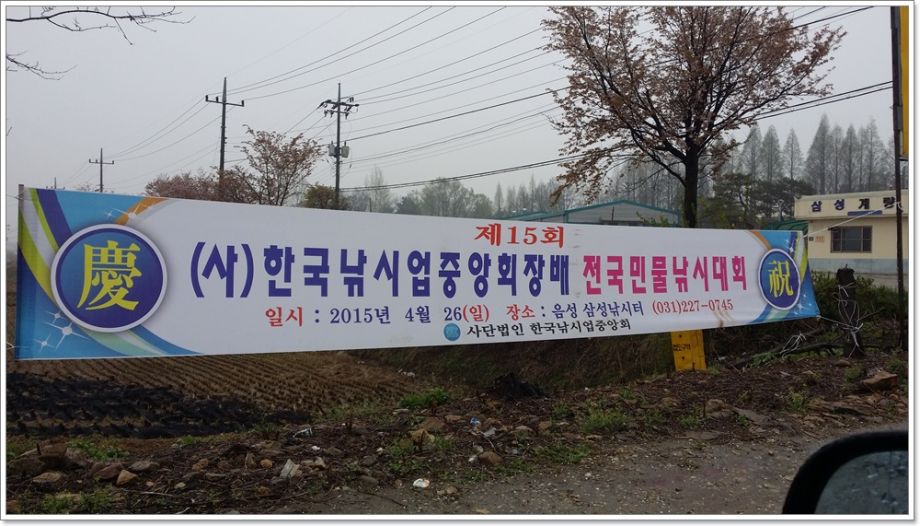 慶
제15회
(사)한국낚시업중앙회장배 전국민물낚시대회
일시 : 2015년 4월 26(일) 장소 : 음성 삼성낚시터 (031)227-0745
사단법인 한국낚시업중앙회
祝
삼성계량